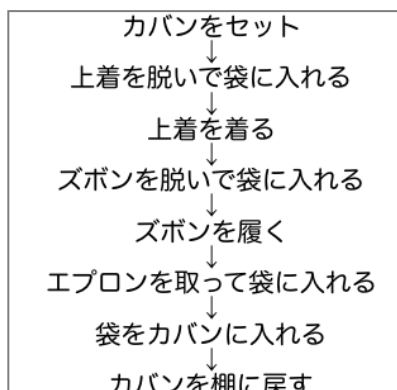 カバンをセット
↓
上着を脱いで袋に入れる
↓
上着を着る
↓
ズボンを脱いで袋に入れる
↓
ズボンを履く
↓
エプロンを取って袋に入れる
↓
袋をカバンに入れる
↓
カバンを棚に戻す